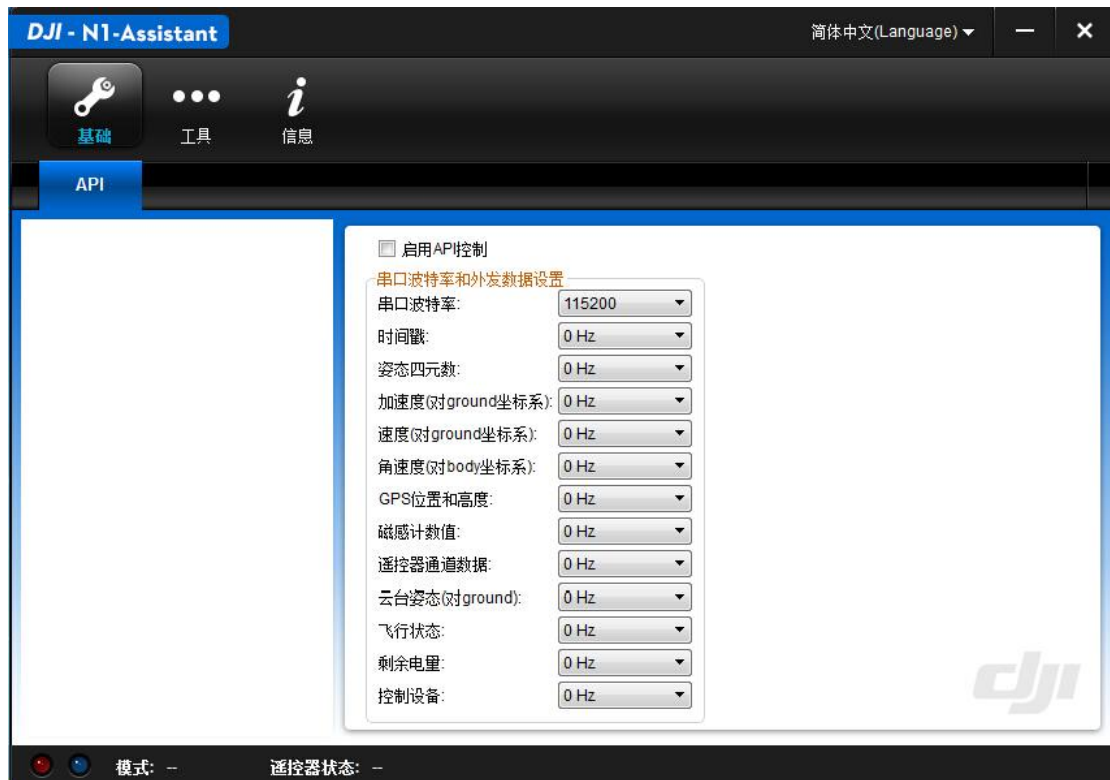 DJI - N1-Assistant
简体中文(Language)
基础
工具
信息
API
启用API控制
串口波特率和外发数据设置
串口波特率: 115200
时间戳: 0 Hz
姿态四元数: 0 Hz
加速度(对ground坐标系): 0 Hz
速度(对ground坐标系): 0 Hz
角速度(对body坐标系): 0 Hz
GPS位置和高度: 0 Hz
磁感计数值: 0 Hz
遥控器通道数据: 0 Hz
云台姿态(对ground): 0 Hz
飞行状态: 0 Hz
剩余电量: 0 Hz
控制设备: 0 Hz
dji
模式: -- 遥控器状态: --